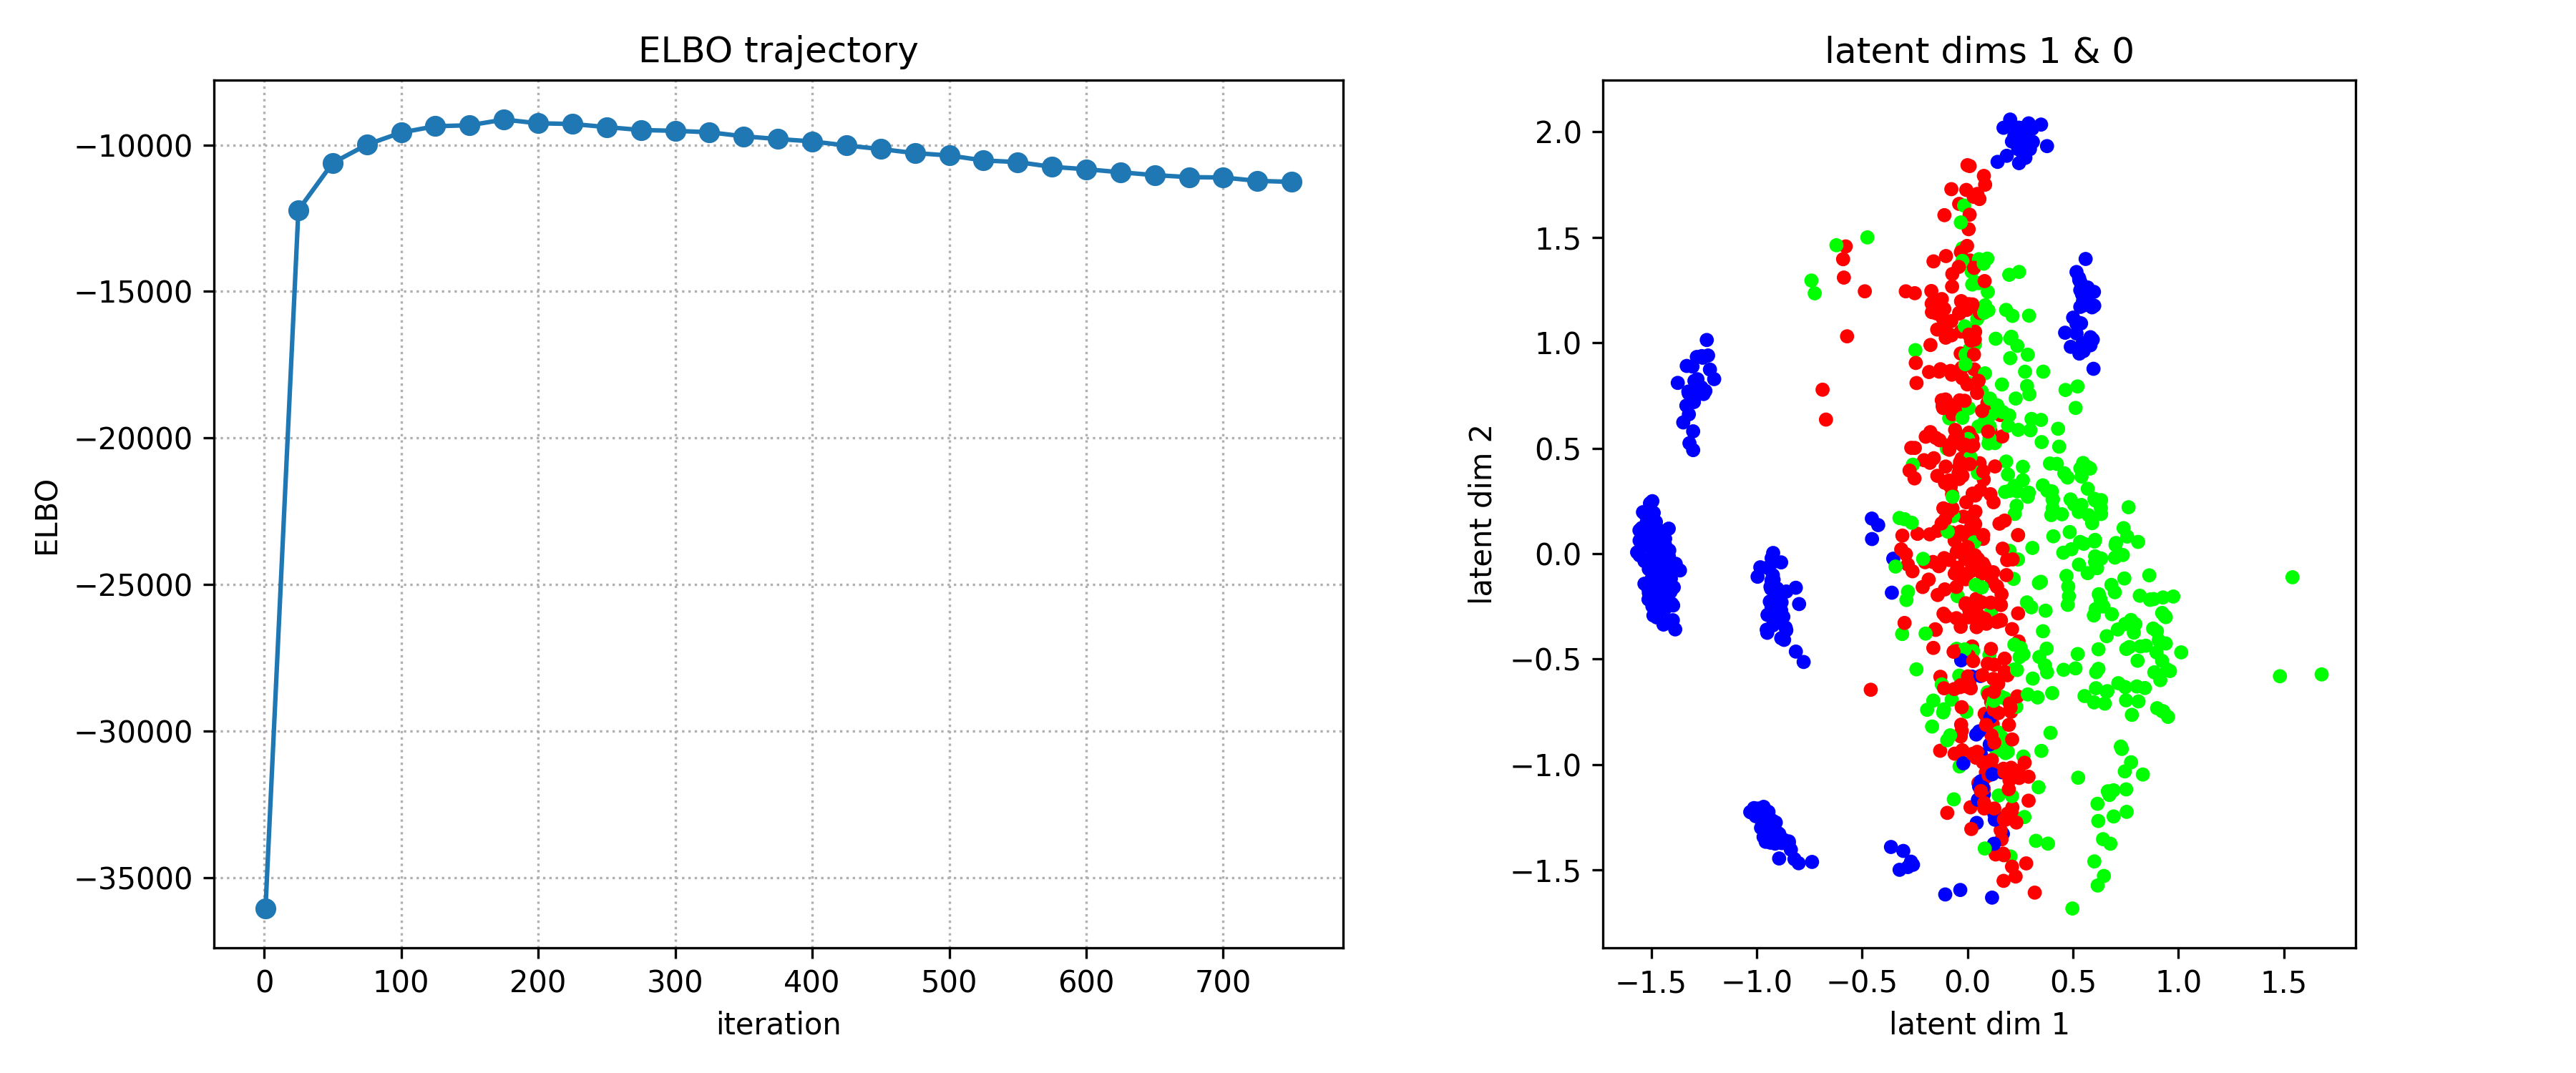 ELBO trajectory
ELBO
−10000
−15000
−20000
−25000
−30000
−35000
0 100 200 300 400 500 600 700
iteration
latent dims 1 & 0
latent dim 2
2.0
1.5
1.0
0.5
0.0
−0.5
−1.0
−1.5
−1.5 −1.0 −0.5 0.0 0.5 1.0 1.5
latent dim 1